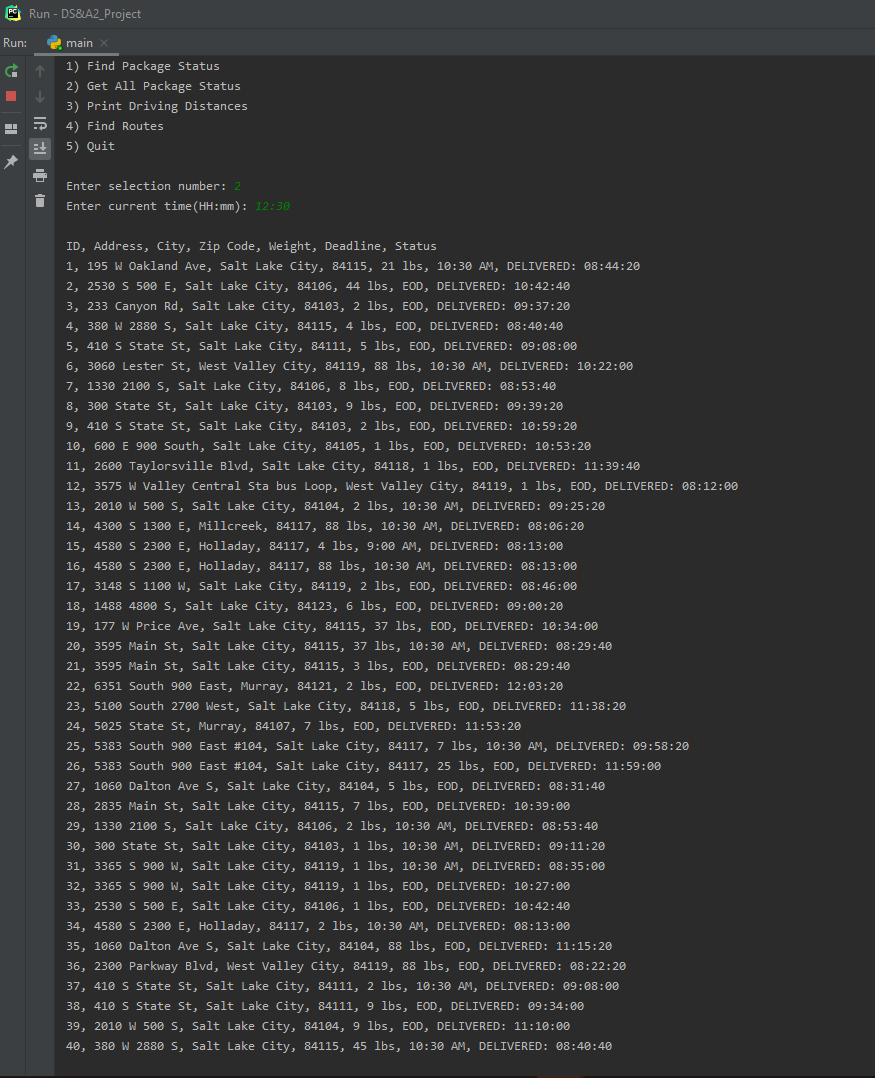 Run - DS&A2_Project
Run: main
1) Find Package Status
2) Get All Package Status
3) Print Driving Distances
4) Find Routes
5) Quit
Enter selection number: 2
Enter current time(HH:mm): 12:30
ID, Address, City, Zip Code, Weight, Deadline, Status
1, 195 W Oakland Ave, Salt Lake City, 84115, 21 lbs, 10:30 AM, DELIVERED: 08:44:20
2, 2530 S 500 E, Salt Lake City, 84106, 44 lbs, EOD, DELIVERED: 10:42:40
3, 233 Canyon Rd, Salt Lake City, 84103, 2 lbs, EOD, DELIVERED: 09:37:20
4, 380 W 2880 S, Salt Lake City, 84115, 4 lbs, EOD, DELIVERED: 08:40:40
5, 410 S State St, Salt Lake City, 84111, 5 lbs, EOD, DELIVERED: 09:08:00
6, 3060 Lester St, West Valley City, 84119, 88 lbs, 10:30 AM, DELIVERED: 10:22:00
7, 1330 2100 S, Salt Lake City, 84106, 8 lbs, EOD, DELIVERED: 08:53:40
8, 300 State St, Salt Lake City, 84103, 9 lbs, EOD, DELIVERED: 09:39:20
9, 410 S State St, Salt Lake City, 84103, 2 lbs, EOD, DELIVERED: 10:59:20
10, 600 E 900 South, Salt Lake City, 84105, 1 lbs, EOD, DELIVERED: 10:53:20
11, 2600 Taylorsville Blvd, Salt Lake City, 84118, 1 lbs, EOD, DELIVERED: 11:39:40
12, 3575 W Valley Central Sta bus Loop, West Valley City, 84119, 1 lbs, EOD, DELIVERED: 08:12:00
13, 2010 W 500 S, Salt Lake City, 84104, 2 lbs, 10:30 AM, DELIVERED: 09:25:20
14, 4300 S 1300 E, Millcreek, 84117, 88 lbs, 10:30 AM, DELIVERED: 08:06:20
15, 4580 S 2300 E, Holladay, 84117, 4 lbs, 9:00 AM, DELIVERED: 08:13:00
16, 4580 S 2300 E, Holladay, 84117, 88 lbs, 10:30 AM, DELIVERED: 08:13:00
17, 3148 S 1100 W, Salt Lake City, 84119, 2 lbs, EOD, DELIVERED: 08:46:00
18, 1488 4800 S, Salt Lake City, 84123, 6 lbs, EOD, DELIVERED: 09:00:20
19, 177 W Price Ave, Salt Lake City, 84115, 37 lbs, EOD, DELIVERED: 10:34:00
20, 3595 Main St, Salt Lake City, 84115, 37 lbs, 10:30 AM, DELIVERED: 08:29:40
21, 3595 Main St, Salt Lake City, 84115, 3 lbs, EOD, DELIVERED: 08:29:40
22, 6351 South 900 East, Murray, 84121, 2 lbs, EOD, DELIVERED: 12:03:20
23, 5100 South 2700 West, Salt Lake City, 84118, 5 lbs, EOD, DELIVERED: 11:38:20
24, 5025 State St, Murray, 84107, 7 lbs, EOD, DELIVERED: 11:53:20
25, 5383 South 900 East #104, Salt Lake City, 84117, 7 lbs, 10:30 AM, DELIVERED: 09:58:20
26, 5383 South 900 East #104, Salt Lake City, 84117, 25 lbs, EOD, DELIVERED: 11:59:00
27, 1060 Dalton Ave S, Salt Lake City, 84104, 5 lbs, EOD, DELIVERED: 08:31:40
28, 2835 Main St, Salt Lake City, 84115, 7 lbs, EOD, DELIVERED: 10:39:00
29, 1330 2100 S, Salt Lake City, 84106, 2 lbs, 10:30 AM, DELIVERED: 08:53:40
30, 300 State St, Salt Lake City, 84103, 1 lbs, 10:30 AM, DELIVERED: 09:11:20
31, 3365 S 900 W, Salt Lake City, 84119, 1 lbs, 10:30 AM, DELIVERED: 08:35:00
32, 3365 S 900 W, Salt Lake City, 84119, 1 lbs, EOD, DELIVERED: 10:27:00
33, 2530 S 500 E, Salt Lake City, 84106, 1 lbs, EOD, DELIVERED: 10:42:40
34, 4580 S 2300 E, Holladay, 84117, 2 lbs, 10:30 AM, DELIVERED: 08:13:00
35, 1060 Dalton Ave S, Salt Lake City, 84104, 88 lbs, EOD, DELIVERED: 11:15:20
36, 2300 Parkway Blvd, West Valley City, 84119, 88 lbs, EOD, DELIVERED: 08:22:20
37, 410 S State St, Salt Lake City, 84111, 2 lbs, 10:30 AM, DELIVERED: 09:08:00
38, 410 S State St, Salt Lake City, 84111, 9 lbs, EOD, DELIVERED: 09:34:00
39, 2010 W 500 S, Salt Lake City, 84104, 9 lbs, EOD, DELIVERED: 11:10:00
40, 380 W 2880 S, Salt Lake City, 84115, 45 lbs, 10:30 AM, DELIVERED: 08:40:40